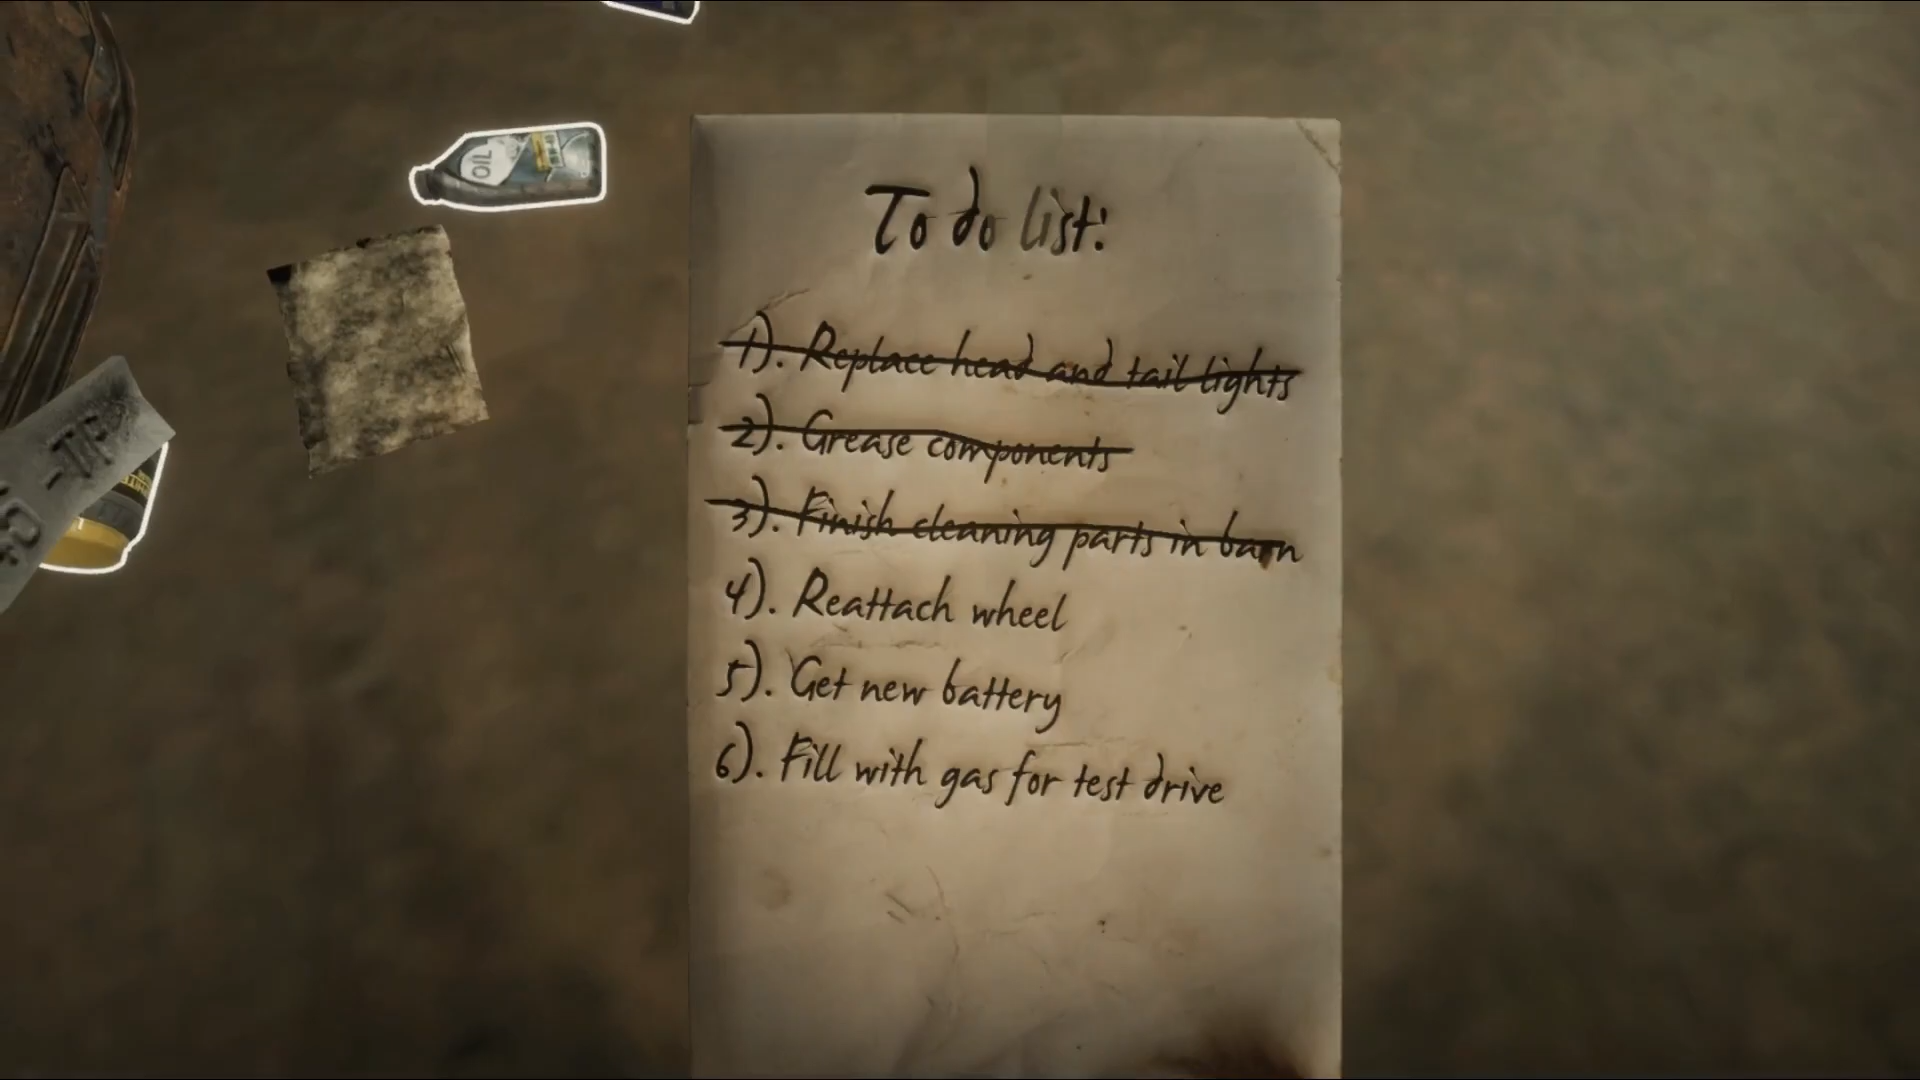 To do list:
1). Replace head and tail lights
2). Grease components
3). Finish cleaning parts in barn
4). Reattach wheel
5). Get new battery
6). Fill with gas for test drive
OIL